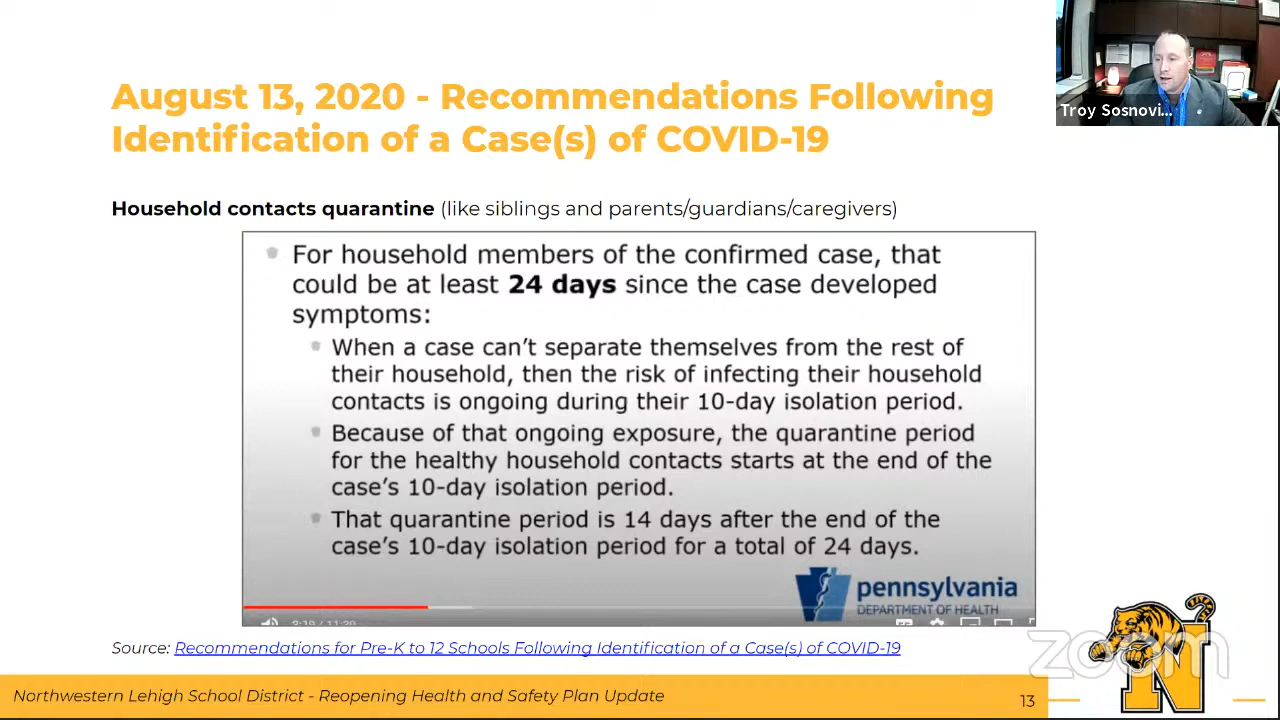 August 13, 2020 - Recommendations Following
Identification of a Case(s) of COVID-19
Troy Sosnovi...
Household contacts quarantine (like siblings and parents/guardians/caregivers)
For household members of the confirmed case, that
could be at least 24 days since the case developed
symptoms:
When a case can't separate themselves from the rest of
their household, then the risk of infecting their household
contacts is ongoing during their 10-day isolation period.
Because of that ongoing exposure, the quarantine period
for the healthy household contacts starts at the end of the
case's 10-day isolation period.
That quarantine period is 14 days after the end of the
case's 10-day isolation period for a total of 24 days.
pennsylvania
DEPARTMENT OF HEALTH
Source: Recommendations for Pre-K to 12 Schools Following Identification of a Case(s) of COVID-19
zoom
N
Northwestern Lehigh School District - Reopening Health and Safety Plan Update
13